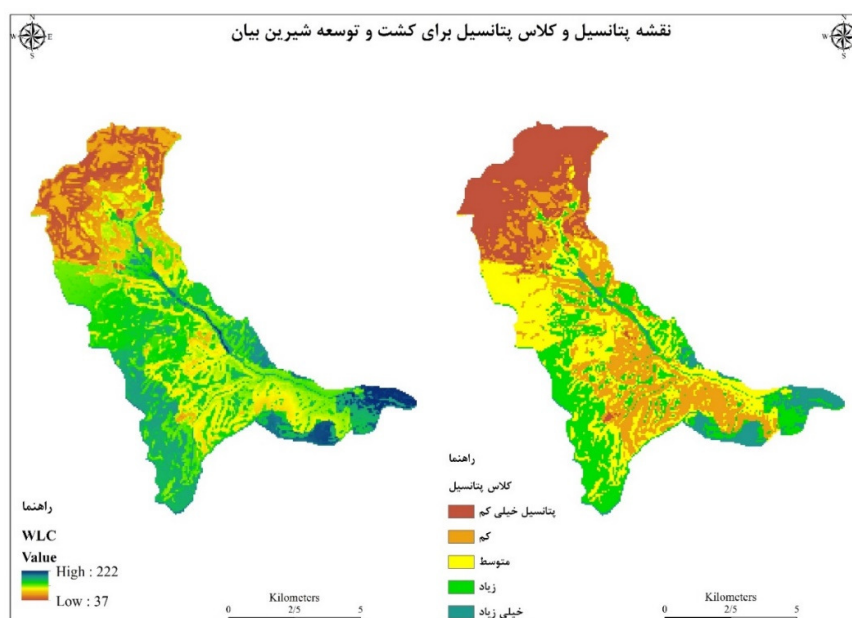 نقشه پتانسیل و کلاس پتانسیل برای کشت و توسعه شیرین بیان
N
W E
S
N
W E
S
راهنما
WLC
Value
High : 222
Low : 37
Kilometers
0 2/5 5
راهنما
کلاس پتانسیل
پتانسیل خیلی کم
کم
متوسط
زیاد
خیلی زیاد
Kilometers
0 2/5 5